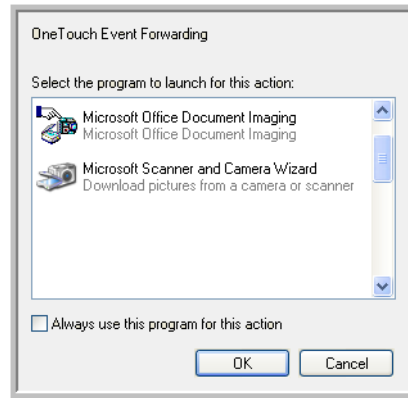 OneTouch Event Forwarding
Select the program to launch for this action:
Microsoft Office Document Imaging
Microsoft Office Document Imaging
Microsoft Scanner and Camera Wizard
Download pictures from a camera or scanner
Always use this program for this action
OK
Cancel